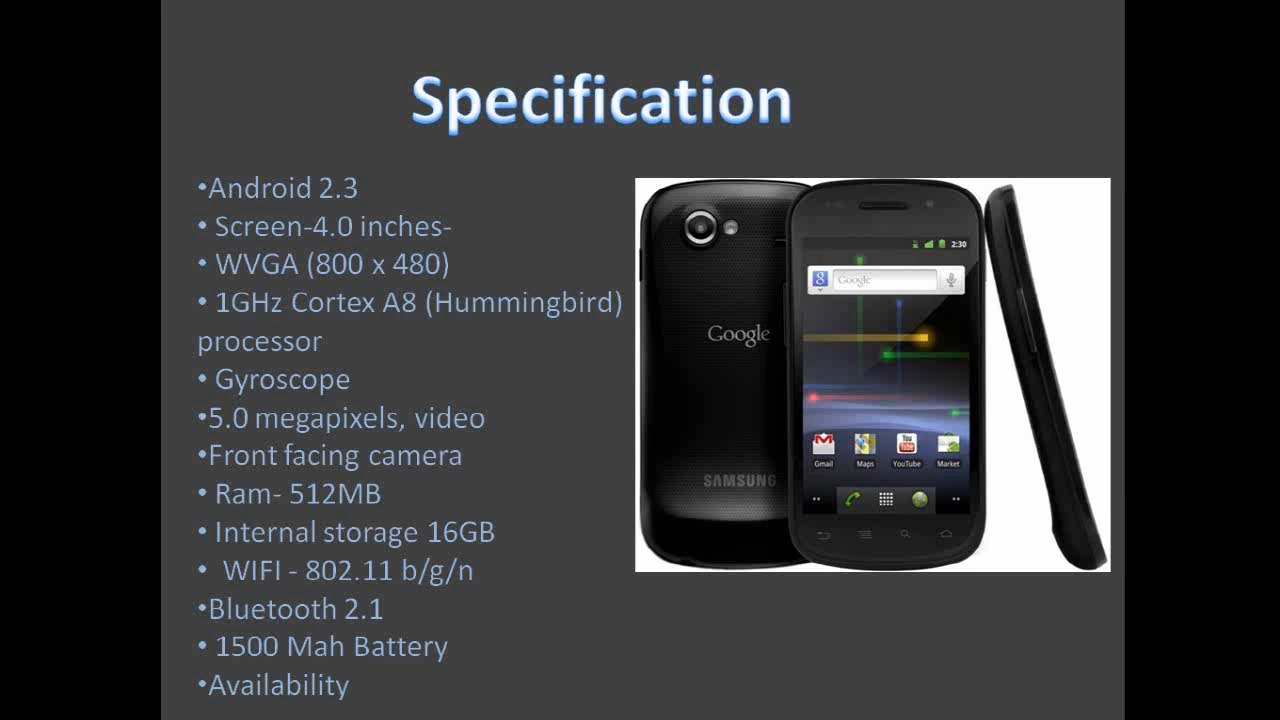 Specification
•Android 2.3
• Screen-4.0 inches-
• WVGA (800 x 480)
• 1GHz Cortex A8 (Hummingbird)
processor
• Gyroscope
•5.0 megapixels, video
•Front facing camera
• Ram- 512MB
• Internal storage 16GB
• WIFI - 802.11 b/g/n
•Bluetooth 2.1
• 1500 Mah Battery
•Availability
Google
SAMSUNG
2:30
8 Google
Gmail Maps YouTube Market